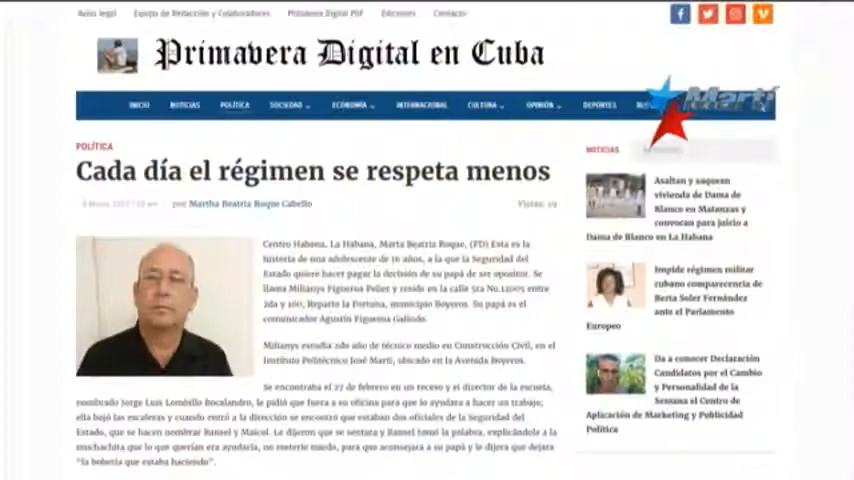 Aviso legal Equipo de Redacción y Colaboradores Primavera Digital PDF Ediciones Contacto
Primavera Digital en Cuba
INICIO NOTICIAS POLÍTICA SOCIEDAD ECONOMÍA INTERNACIONAL CULTURA OPINIÓN DEPORTES
Martí
POLÍTICA
Cada día el régimen se respeta menos
por Martha Beatriz Roque Cabello
Vistas: 19
Centro Habana, La Habana, Marta Beatriz Roque, (PD) Esta es la
historia de una adolescente de 16 años, a la que la Seguridad del
Estado quiere hacer pagar la decisión de su papá de ser opositor. Se
llama Milianys Figueroa Peller y reside en la calle 5ta No.12005 entre
2da y 100, Reparto la Fortuna, municipio Boyeros. Su papá es el
comunicador Agustín Figueroa Galindo.
Milianys estudia 2do año de técnico medio en Construcción Civil, en el
Instituto Politécnico José Martí, ubicado en la Avenida Boyeros.
Se encontraba el 27 de febrero en un receso y el director de la escuela,
nombrado Jorge Luis Lombillo Bocalandro, le pidió que fuera a su oficina para que lo ayudara a hacer un trabajo;
ella bajó las escaleras y cuando entró a la dirección se encontró que estaban dos oficiales de la Seguridad del
Estado, que se hacen nombrar Ransel y Maicol. Le dijeron que se sentara y Ransel tomó la palabra, explicándole a la
muchachita que lo que querían era ayudarla, no meterle miedo, para que aconsejara a su papá y le dijera que dejara
“la bobería que estaba haciendo”.
NOTICIAS
Asaltan y saquean
vivienda de Dama de
Blanco en Matanzas y
convocan para juicio a
Dama de Blanco en La Habana
Impide régimen militar
cubano comparecencia de
Berta Soler Fernández
ante el Parlamento
Europeo
Da a conocer Declaración
Candidatos por el Cambio
y Personalidad de la
Semana el Centro de
Aplicación de Marketing y Publicidad
Política